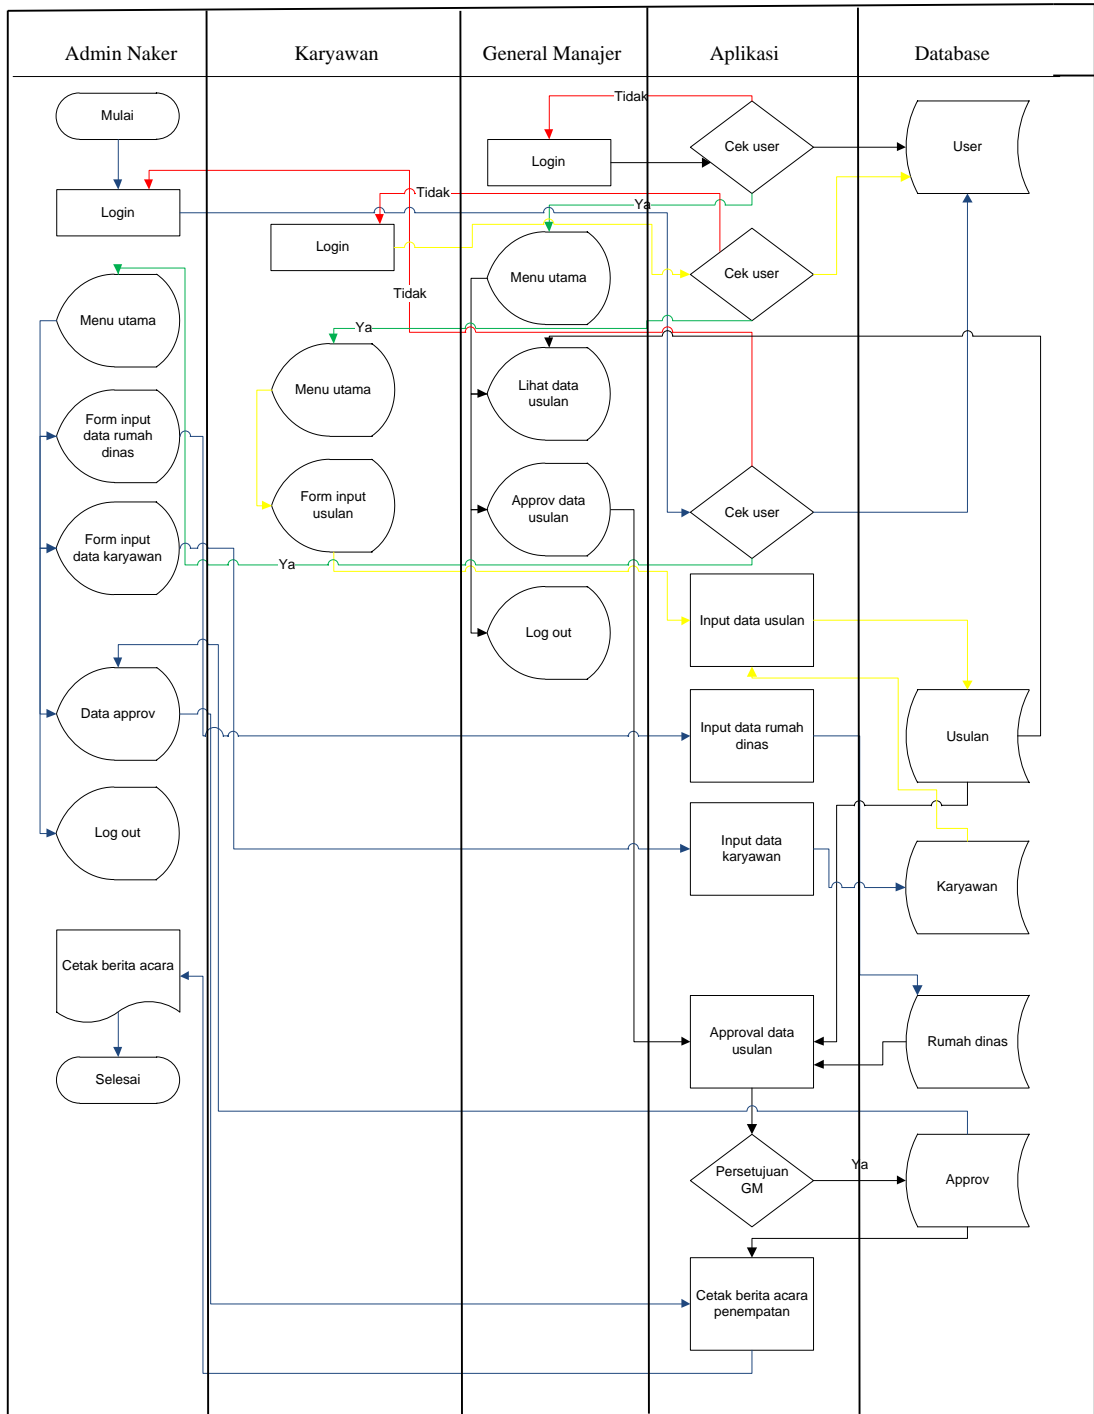 Admin Naker
Karyawan
General Manajer
Aplikasi
Database
Mulai
Tidak
Cek user
User
Login
Login
Tidak
Ya
Login
Cek user
Menu utama
Menu utama
Tidak
Ya
Menu utama
Lihat data
usulan
Form input
data rumah
dinas
Form input
usulan
Approv data
usulan
Cek user
Form input
data karyawan
Ya
Input data usulan
Log out
Data approv
Input data rumah
dinas
Usulan
Log out
Input data
karyawan
Karyawan
Cetak berita acara
Approval data
usulan
Rumah dinas
Selesai
Persetujuan
GM
Ya
Approv
Cetak berita acara
penempatan